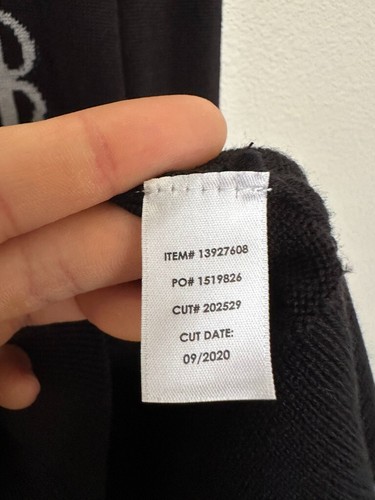 ITEM# 13927608
PO# 1519826
CUT# 202529
CUT DATE:
09/2020